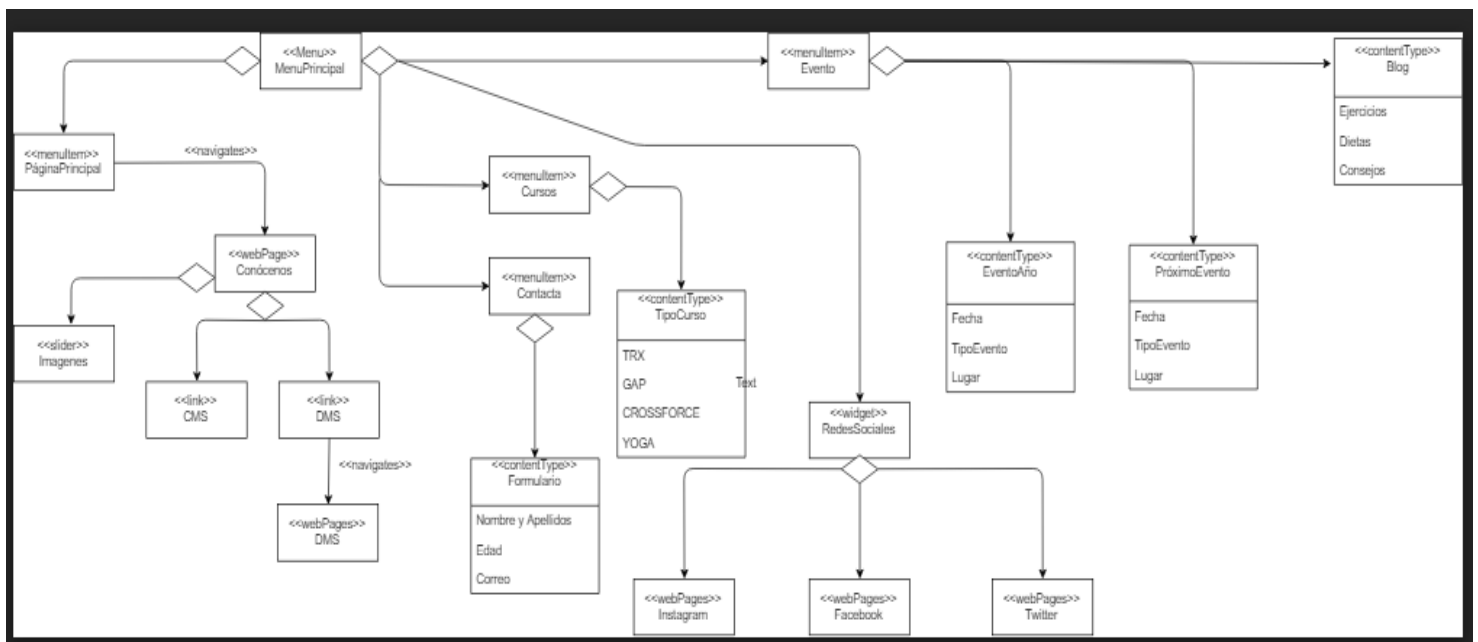 <<Menu>>
MenuPrincipal
<<menuItem>>
Evento
<<contentType>>
Blog
Ejercicios
Dietas
Consejos
<<menuItem>>
PáginaPrincipal
<<navigates>>
<<menuItem>>
Cursos
<<webPage>>
Conócenos
<<menuItem>>
Contacta
<<contentType>>
TipoCurso
TRX
GAP
Text
CROSSFORCE
YOGA
<<contentType>>
EventoAño
Fecha
TipoEvento
Lugar
<<contentType>>
PróximoEvento
Fecha
TipoEvento
Lugar
<<slider>>
Imagenes
<<link>>
CMS
<<link>>
DMS
<<navigates>>
<<webPages>>
DMS
<<contentType>>
Formulario
Nombre y Apellidos
Edad
Correo
<<widget>>
RedesSociales
<<webPages>>
Instagram
<<webPages>>
Facebook
<<webPages>>
Twitter